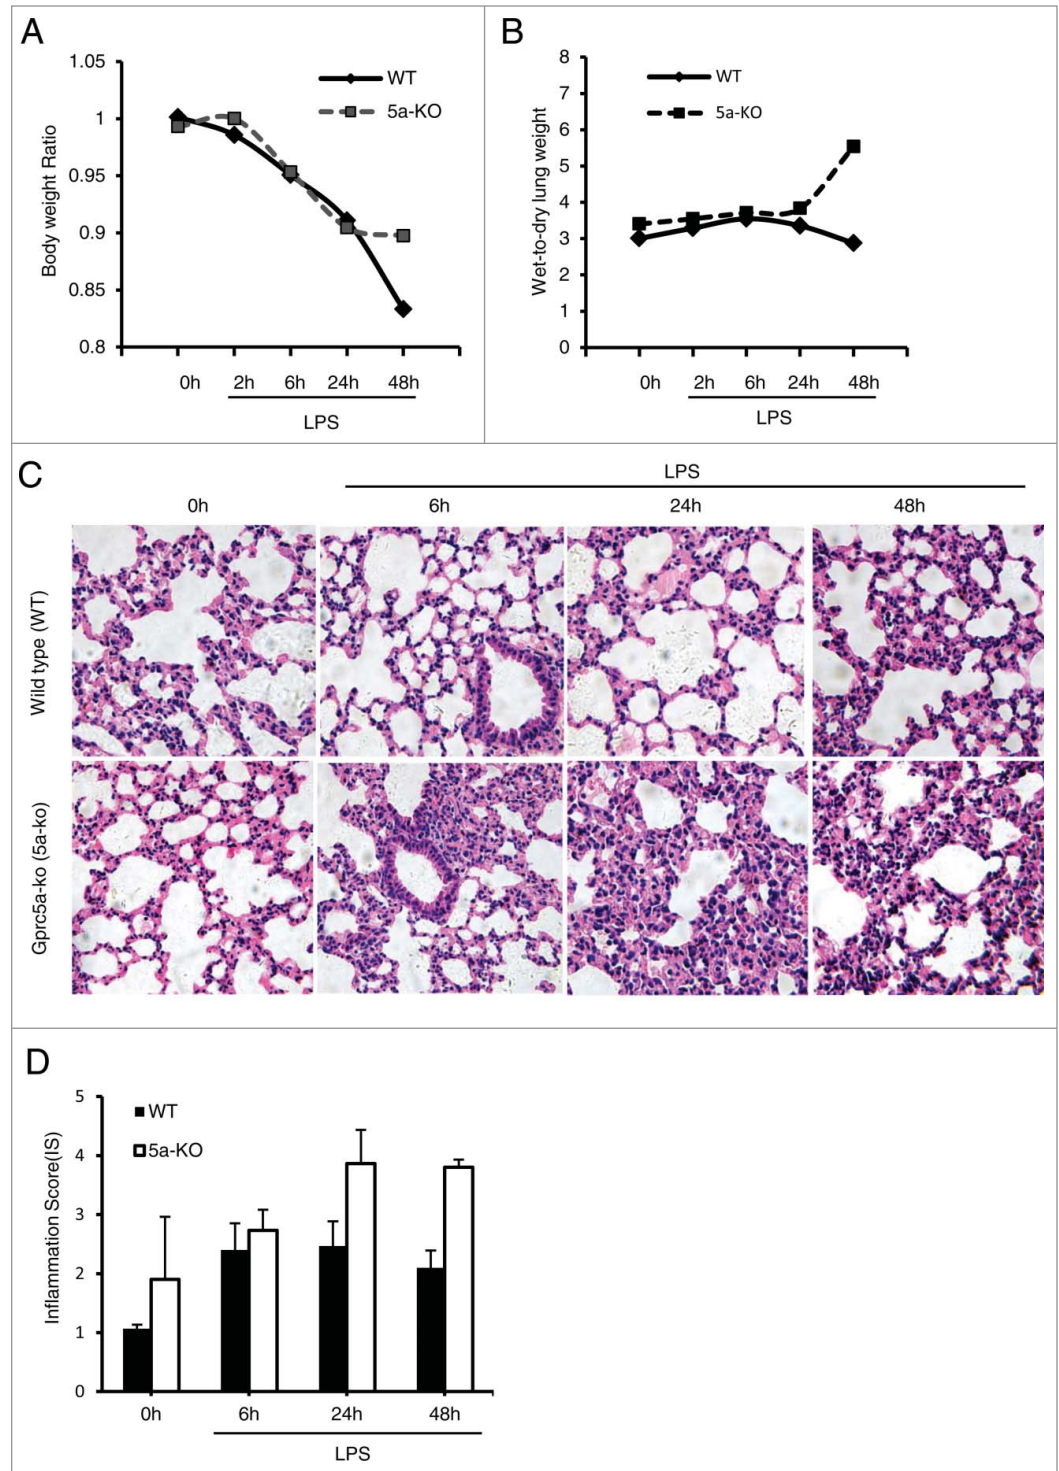 A
1.05
1
0.95
0.9
0.85
0.8
Body weight Ratio
WT
5a-KO
0h 2h 6h 24h 48h
LPS
B
8
7
6
5
4
3
2
1
0
Wet-to-dry lung weight
WT
5a-KO
0h 2h 6h 24h 48h
LPS
C
LPS
0h 6h 24h 48h
Wild type (WT)
Gprc5a-ko (5a-ko)
D
5
4
3
2
1
0
Inflammation Score(IS)
WT
5a-KO
0h 6h 24h 48h
LPS